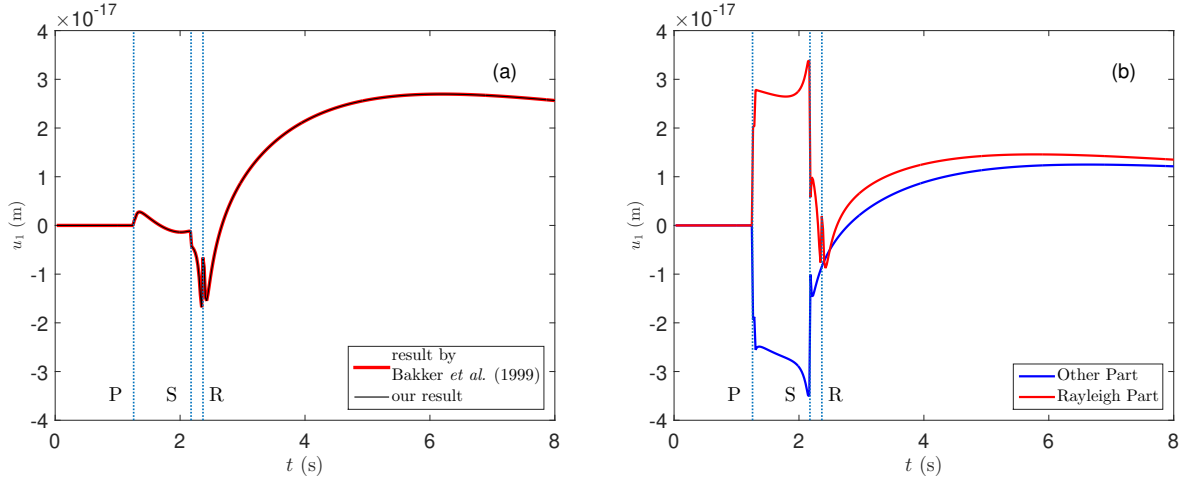 ×10-17
4
3
2
1
0
-1
-2
-3
-4
u1 (m)
(a)
P S R
result by
Bakker et al. (1999)
our result
0 2 4 6 8
t (s)
×10-17
4
3
2
1
0
-1
-2
-3
-4
u1 (m)
(b)
P S R
Other Part
Rayleigh Part
0 2 4 6 8
t (s)